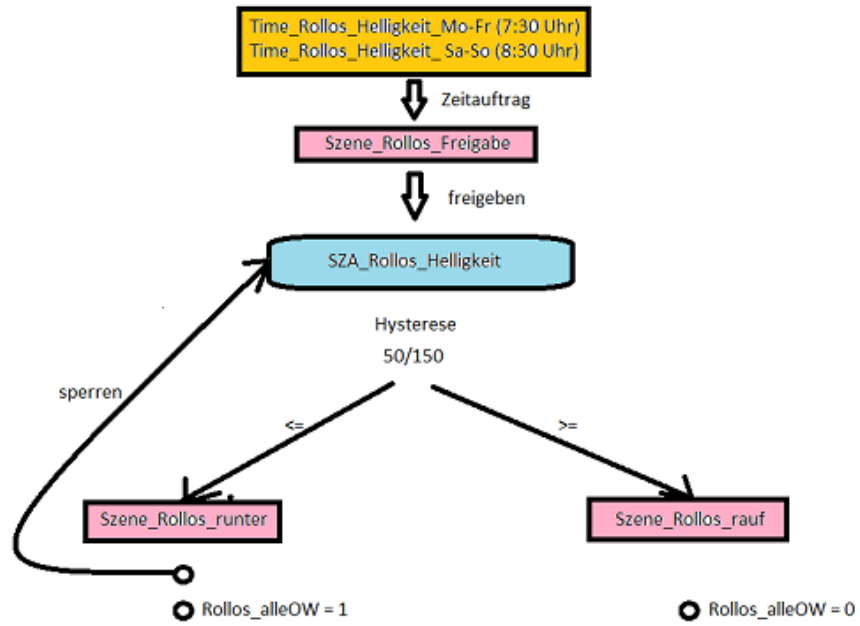 Time_Rollos_Helligkeit_Mo-Fr (7:30 Uhr)
Time_Rollos_Helligkeit_ Sa-So (8:30 Uhr)
Zeitauftrag
Szene_Rollos_Freigabe
freigeben
SZA_Rollos_Helligkeit
Hysterese
50/150
sperren
<=
>=
Szene_Rollos_runter
Szene_Rollos_rauf
Rollos_alleOW = 1
Rollos_alleOW = 0